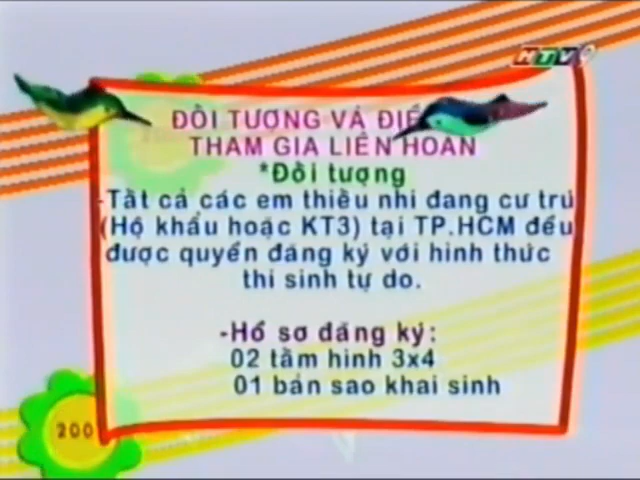 HTV9
ĐỐI TƯỢNG VÀ ĐIỀ
THAM GIA LIÊN HOAN
*Đối tượng
-Tất cả các em thiếu nhi đang cư trú
(Hộ khẩu hoặc KT3) tại TP.HCM đều
được quyền đăng ký với hình thức
thí sinh tự do.
-Hồ sơ đăng ký:
02 tấm hình 3x4
01 bản sao khai sinh
200